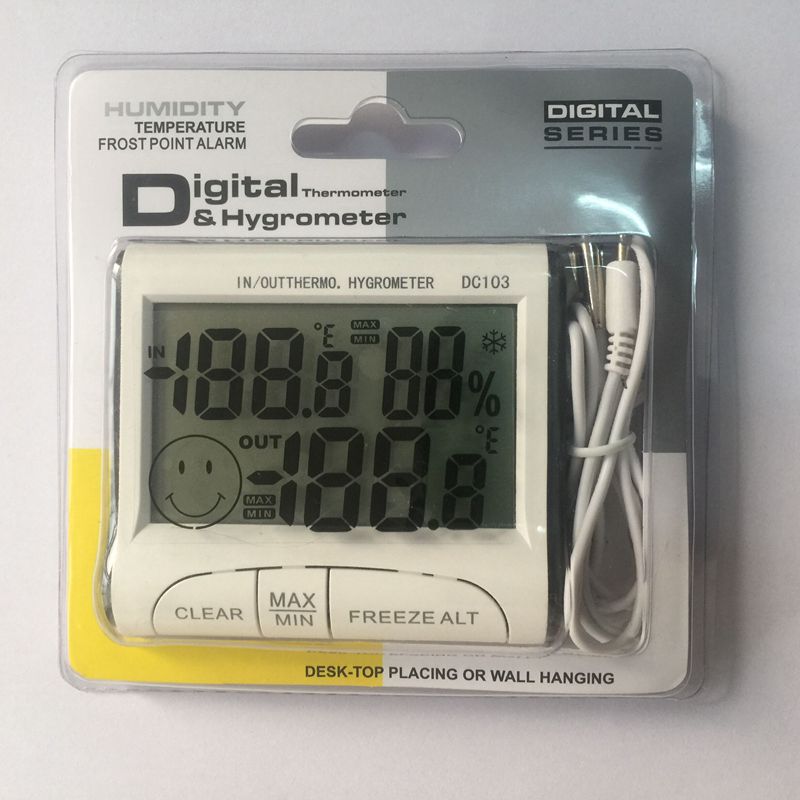 HUMIDITY
TEMPERATURE
FROST POINT ALARM
DIGITAL
SERIES
Digital Thermometer
& Hygrometer
IN/OUTTHERMO. HYGROMETER DC103
IN -188.8 °E MAX MIN 88%
OUT -188.8 °E
MAX
MIN
CLEAR
MAX
MIN
FREEZE ALT
DESK-TOP PLACING OR WALL HANGING